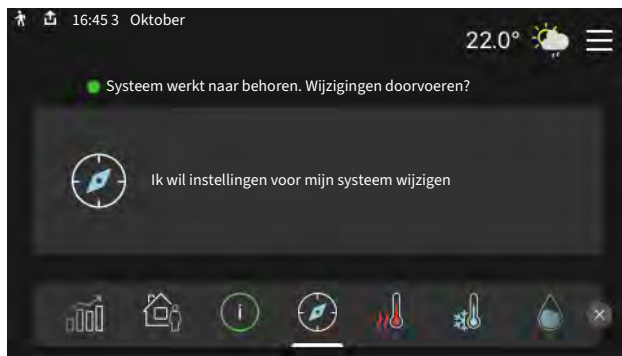 16:45 3 Oktober
22.0°
Systeem werkt naar behoren. Wijzigingen doorvoeren?
Ik wil instellingen voor mijn systeem wijzigen
i